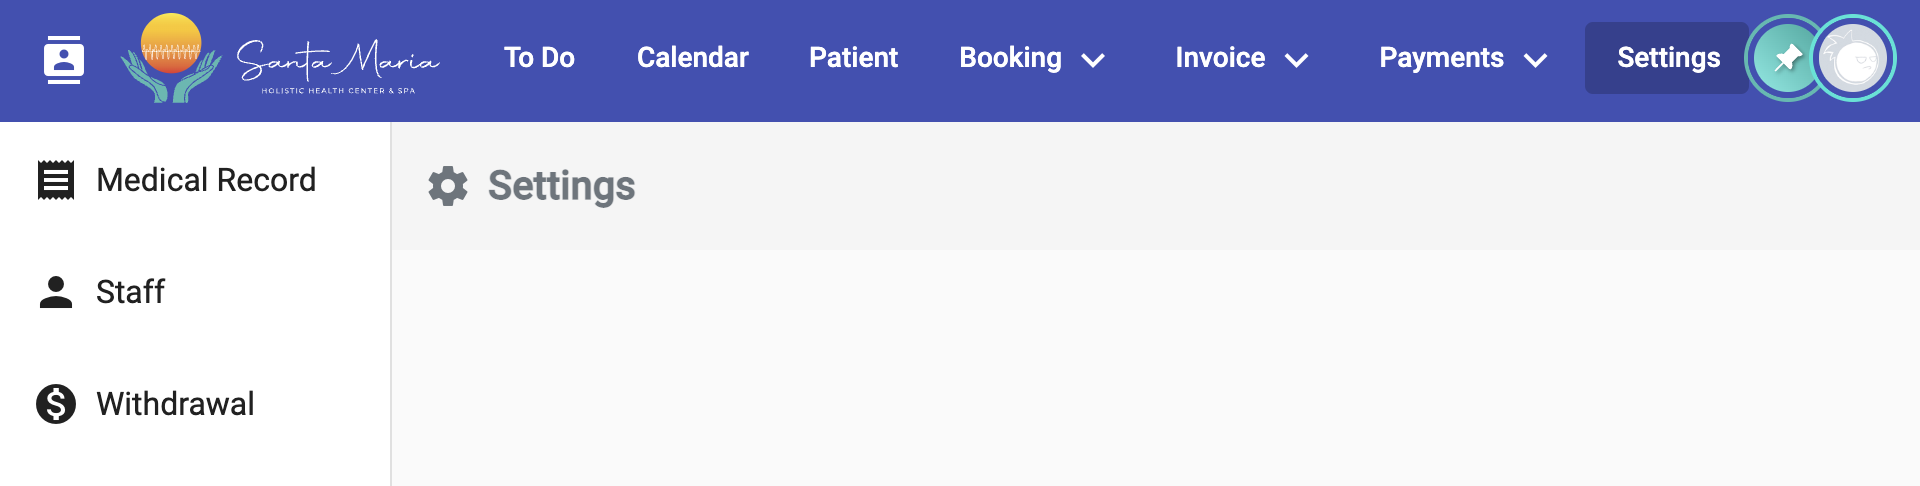 Santa Maria
HOLISTIC HEALTH CENTER & SPA
To Do
Calendar
Patient
Booking
Invoice
Payments
Settings
Medical Record
Staff
Withdrawal
Settings